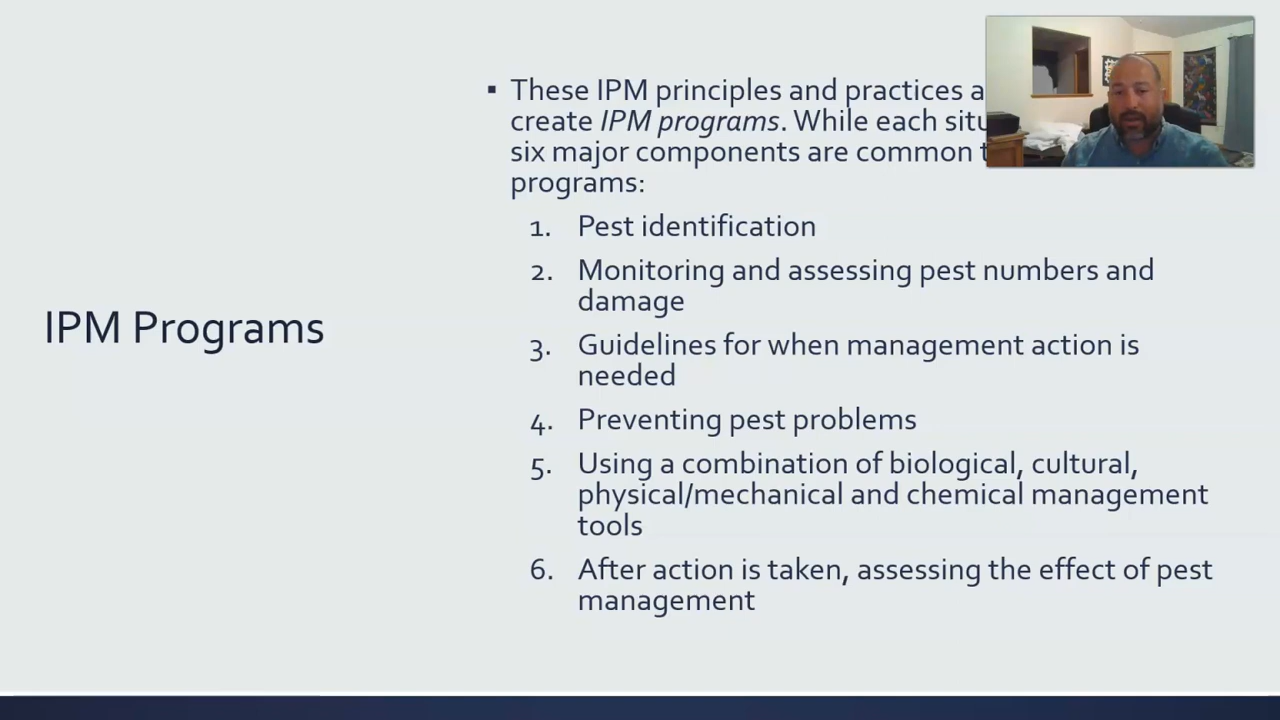 IPM Programs
▪ These IPM principles and practices a
create IPM programs. While each situ
six major components are common t
programs:
1. Pest identification
2. Monitoring and assessing pest numbers and
damage
3. Guidelines for when management action is
needed
4. Preventing pest problems
5. Using a combination of biological, cultural,
physical/mechanical and chemical management
tools
6. After action is taken, assessing the effect of pest
management